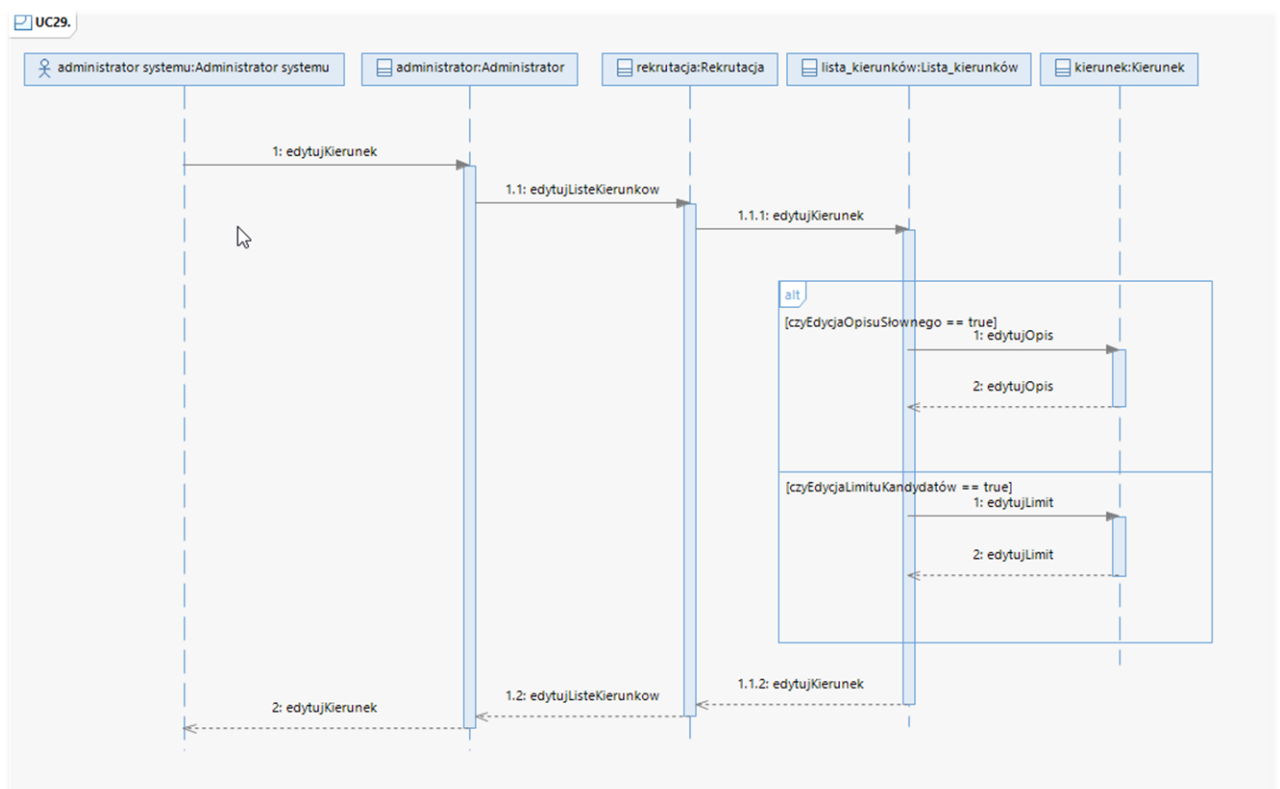 UC29.
administrator systemu:Administrator systemu
administrator:Administrator
rekrutacja:Rekrutacja
lista_kierunków:Lista_kierunków
kierunek:Kierunek
1: edytujKierunek
1.1: edytujListeKierunkow
1.1.1: edytujKierunek
alt
[czyEdycjaOpisuSłownego == true]
1: edytujOpis
2: edytujOpis
[czyEdycjaLimituKandydatów == true]
1: edytujLimit
2: edytujLimit
1.1.2: edytujKierunek
1.2: edytujListeKierunkow
2: edytujKierunek